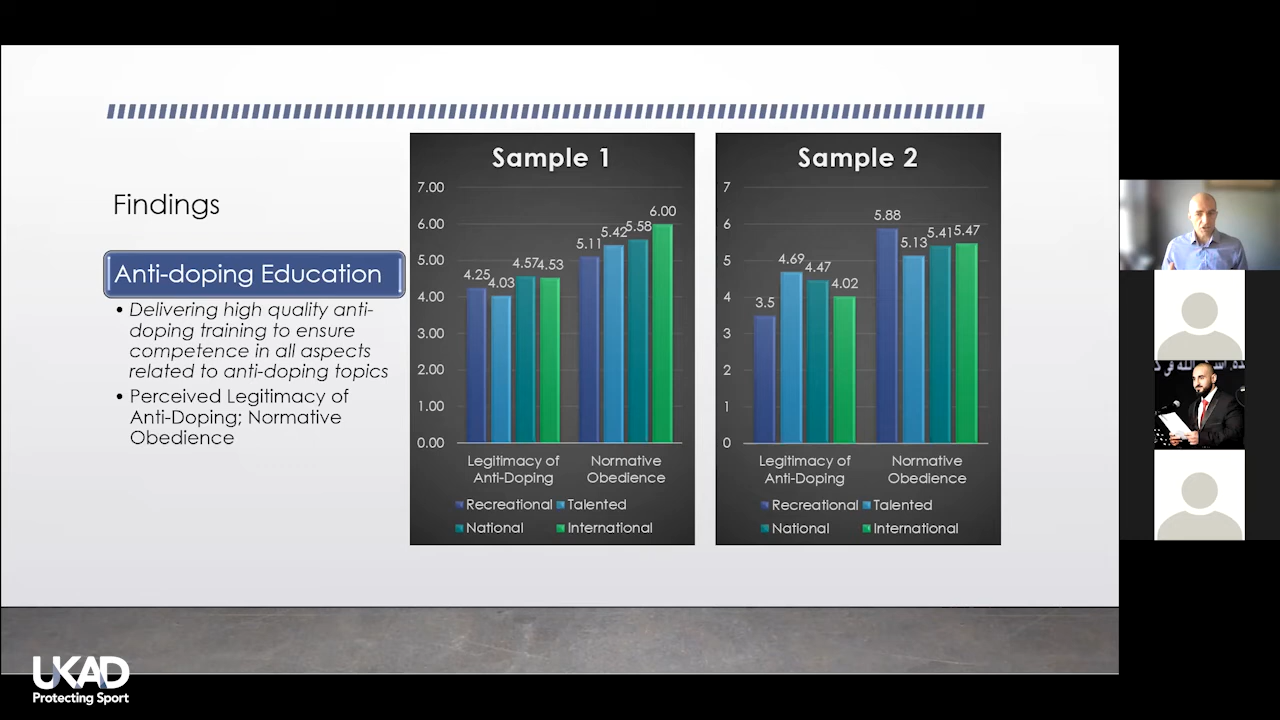 Findings
Anti-doping Education
• Delivering high quality anti-
doping training to ensure
competence in all aspects
related to anti-doping topics
• Perceived Legitimacy of
Anti-Doping; Normative
Obedience
Sample 1
7.00
6.00
5.00
4.00
3.00
2.00
1.00
0.00
4.25
4.03
4.57
4.53
5.11
5.42
5.58
6.00
Legitimacy of
Anti-Doping
Normative
Obedience
Recreational Talented
National International
Sample 2
7
6
5
4
3
2
1
0
3.5
4.69
4.47
4.02
5.88
5.13
5.41
5.47
Legitimacy of
Anti-Doping
Normative
Obedience
Recreational Talented
National International
UKAD
Protecting Sport